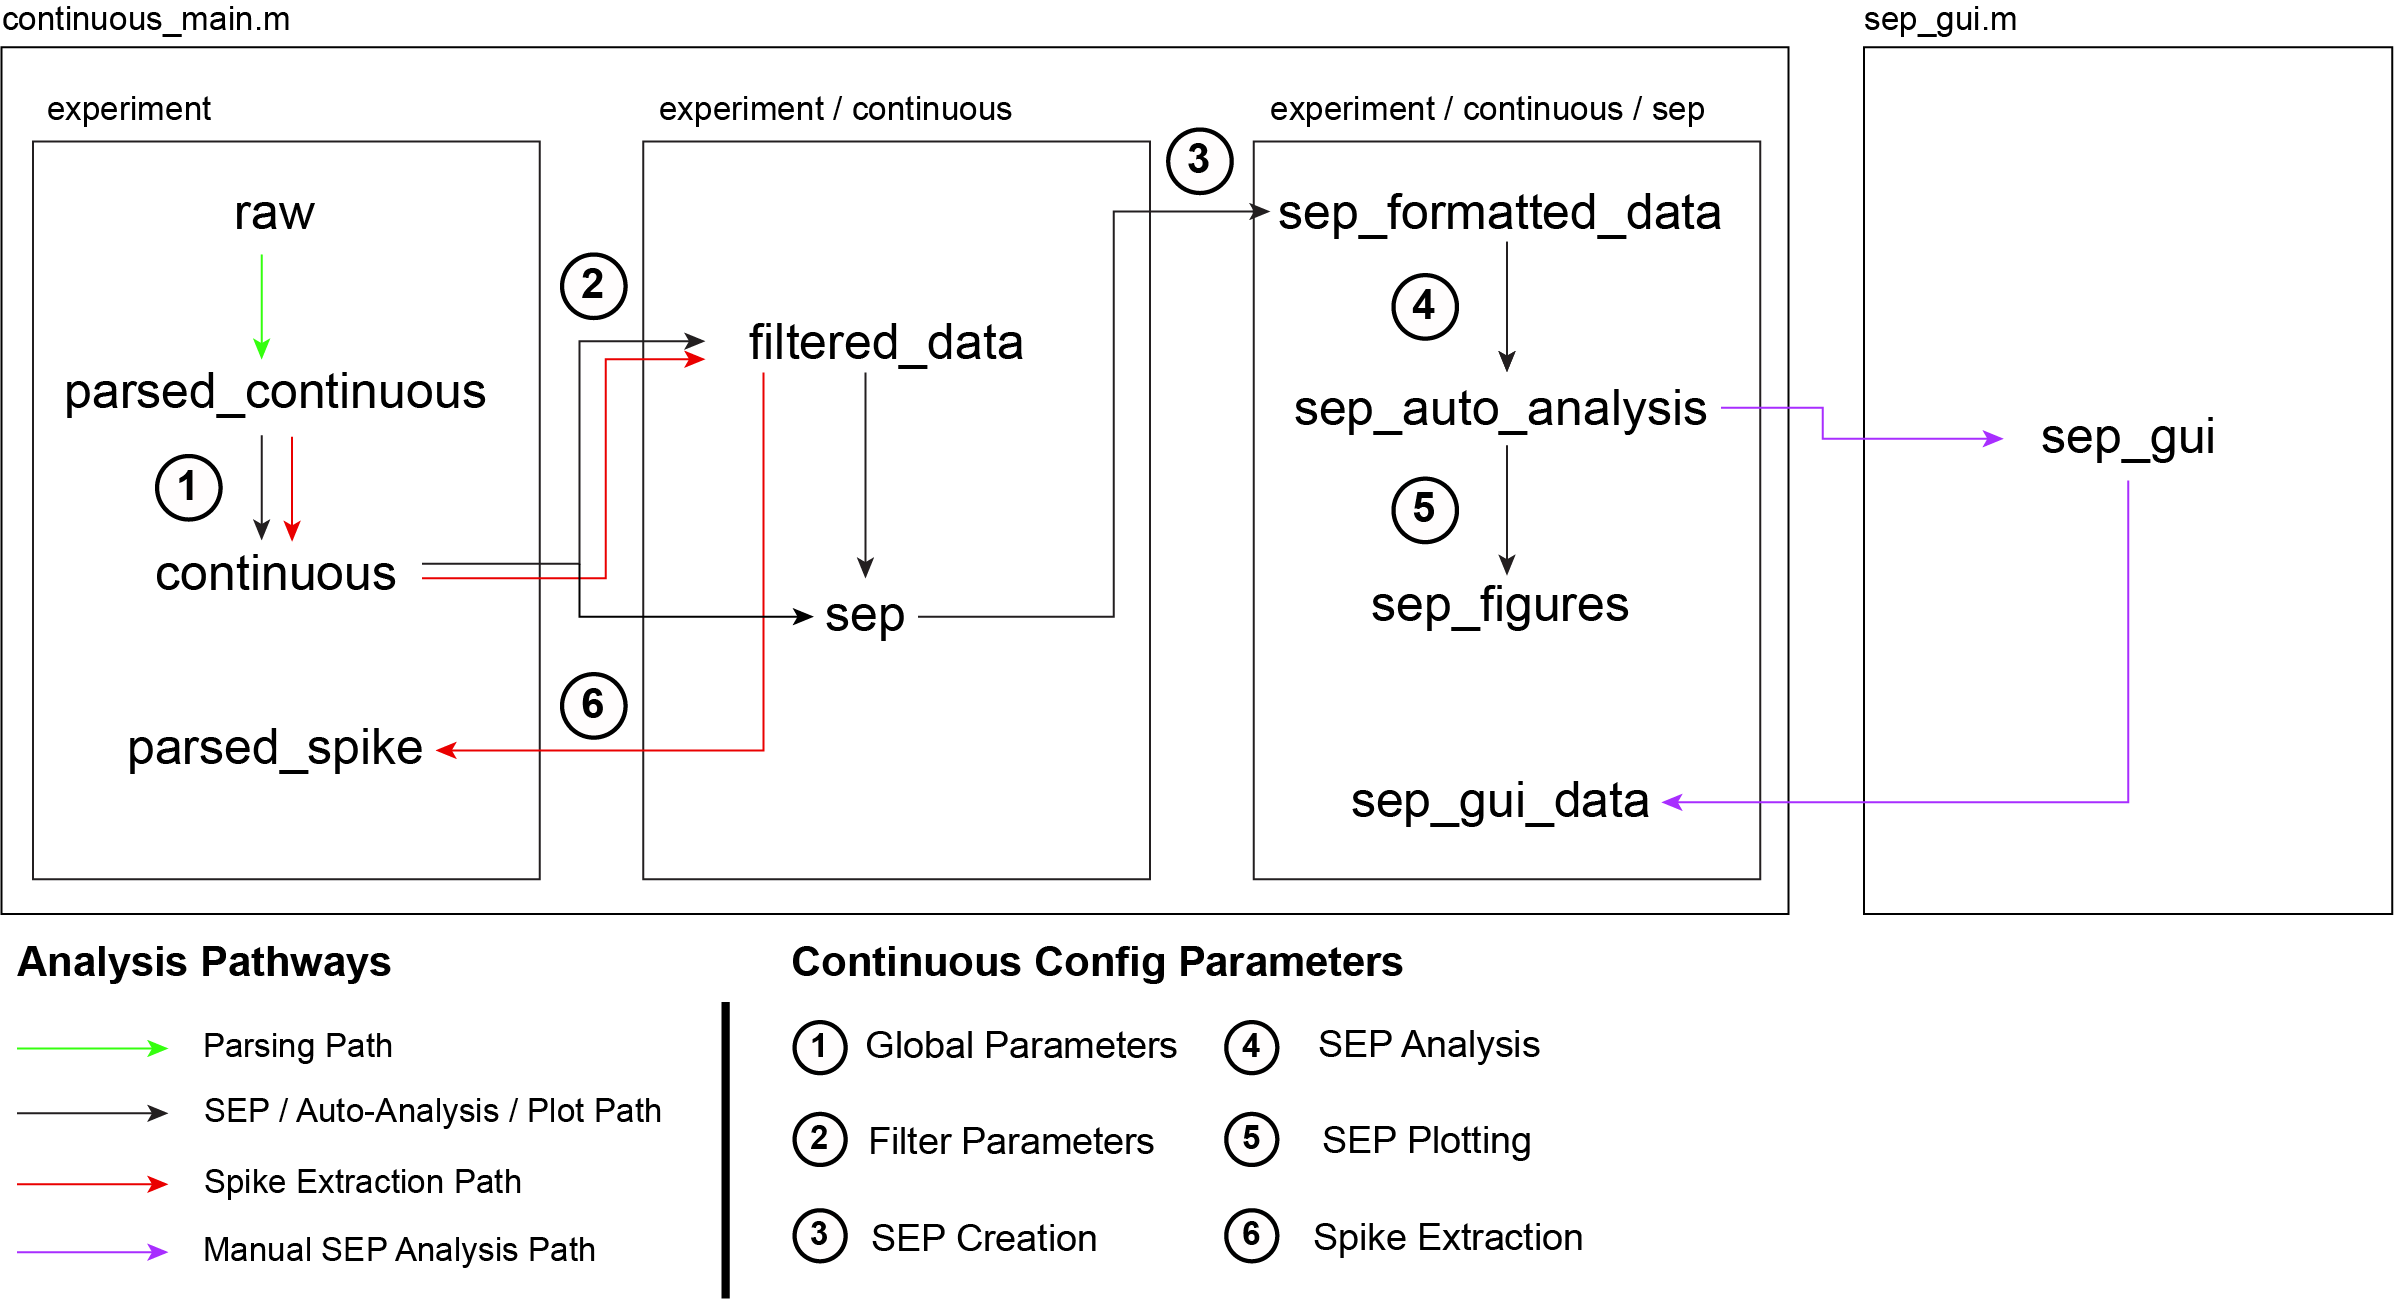 continuous_main.m
sep_gui.m
experiment
experiment / continuous
experiment / continuous / sep
raw
parsed_continuous
1
continuous
parsed_spike
2
6
filtered_data
sep
3
sep_formatted_data
4
sep_auto_analysis
5
sep_figures
sep_gui_data
sep_gui
Analysis Pathways
Parsing Path
SEP / Auto-Analysis / Plot Path
Spike Extraction Path
Manual SEP Analysis Path
Continuous Config Parameters
1 Global Parameters
2 Filter Parameters
3 SEP Creation
4 SEP Analysis
5 SEP Plotting
6 Spike Extraction